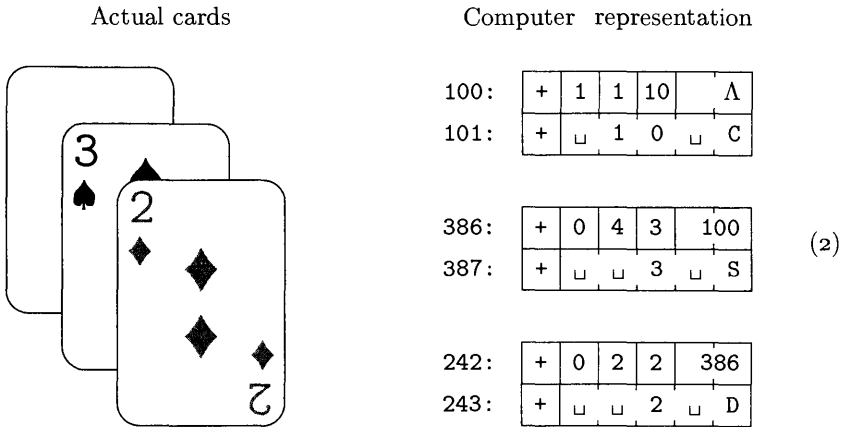 Actual cards
Computer representation
3
♠
2
♦
2
100: + 1 1 10 Λ
101: + ␣ 1 0 ␣ C
386: + 0 4 3 100
387: + ␣ ␣ 3 ␣ S
(2)
242: + 0 2 2 386
243: + ␣ ␣ 2 ␣ D